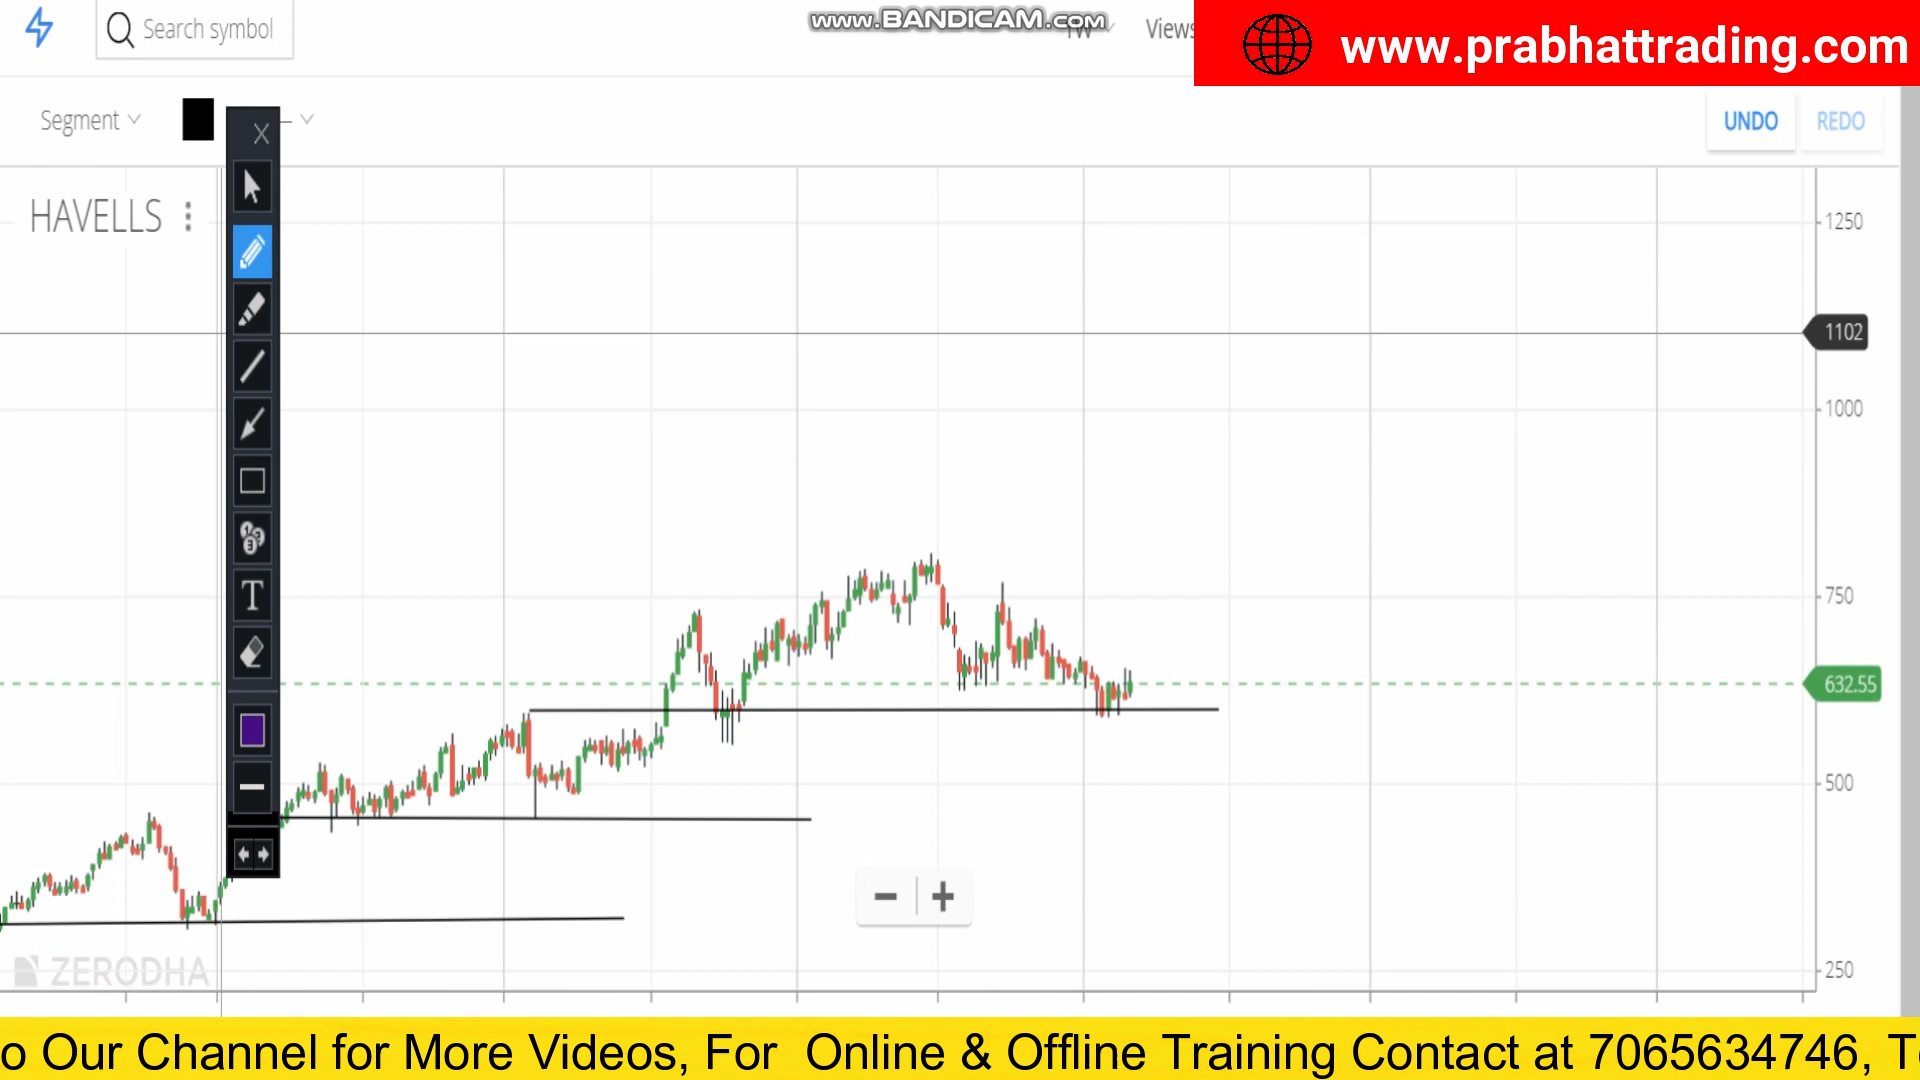 Search symbol
www.BANDICAM.com
1W
Views
www.prabhattrading.com
Segment
X
UNDO
REDO
HAVELLS
1250
1102
1000
750
632.55
500
250
T
ZERODHA
o Our Channel for More Videos, For Online & Offline Training Contact at 7065634746, T